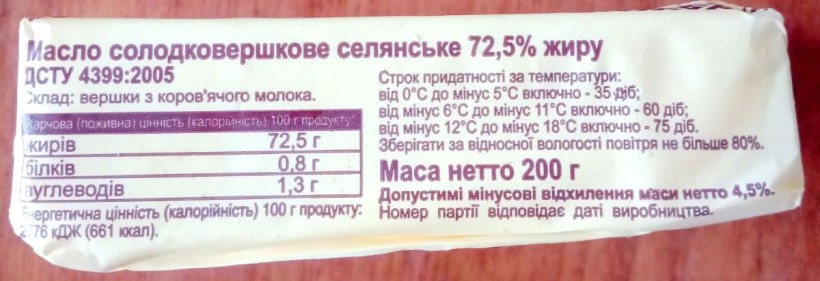 Масло солодковершкове селянське 72,5% жиру
ДСТУ 4399:2005
Склад: вершки з коров'ячого молока.
Харчова (поживна) цінність (калорійність) 100 г продукту
жирів 72,5 г
білків 0,8 г
вуглеводів 1,3 г
Енергетична цінність (калорійність) 100 г продукту:
кДЖ (661 ккал).
Строк придатності за температури:
від 0°С до мінус 5°С включно - 35 діб;
від мінус 6°С до мінус 11°С включно - 60 діб;
від мінус 12°С до мінус 18°С включно - 75 діб.
Зберігати за відносної вологості повітря не більше 80%.
Маса нетто 200 г
Допустимі мінусові відхилення маси нетто 4,5%.
Номер партії відповідає даті виробництва.